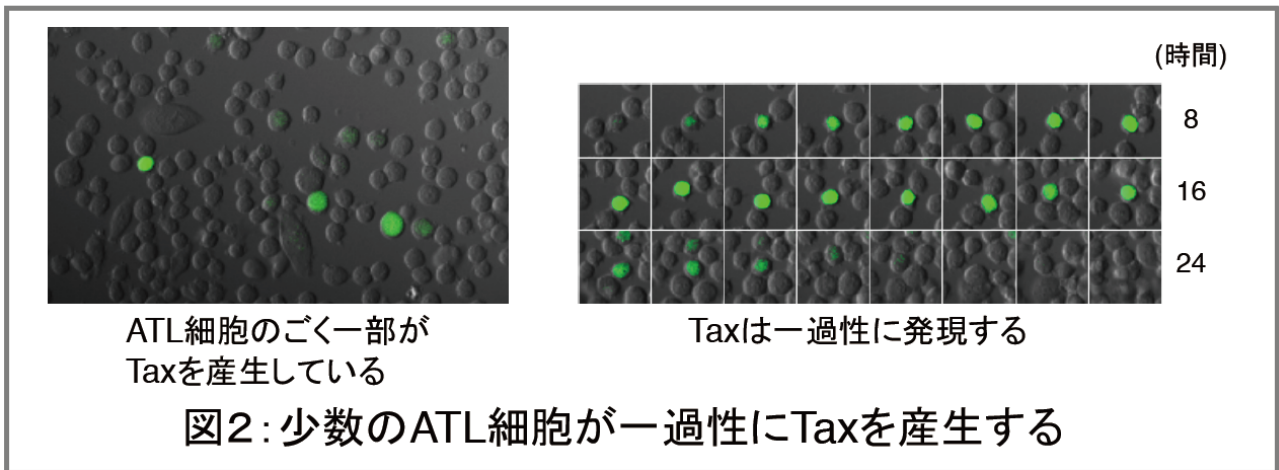 (時間)
8
16
24
ATL細胞のごく一部が
Taxを産生している
Taxは一過性に発現する
図2：少数のATL細胞が一過性にTaxを産生する